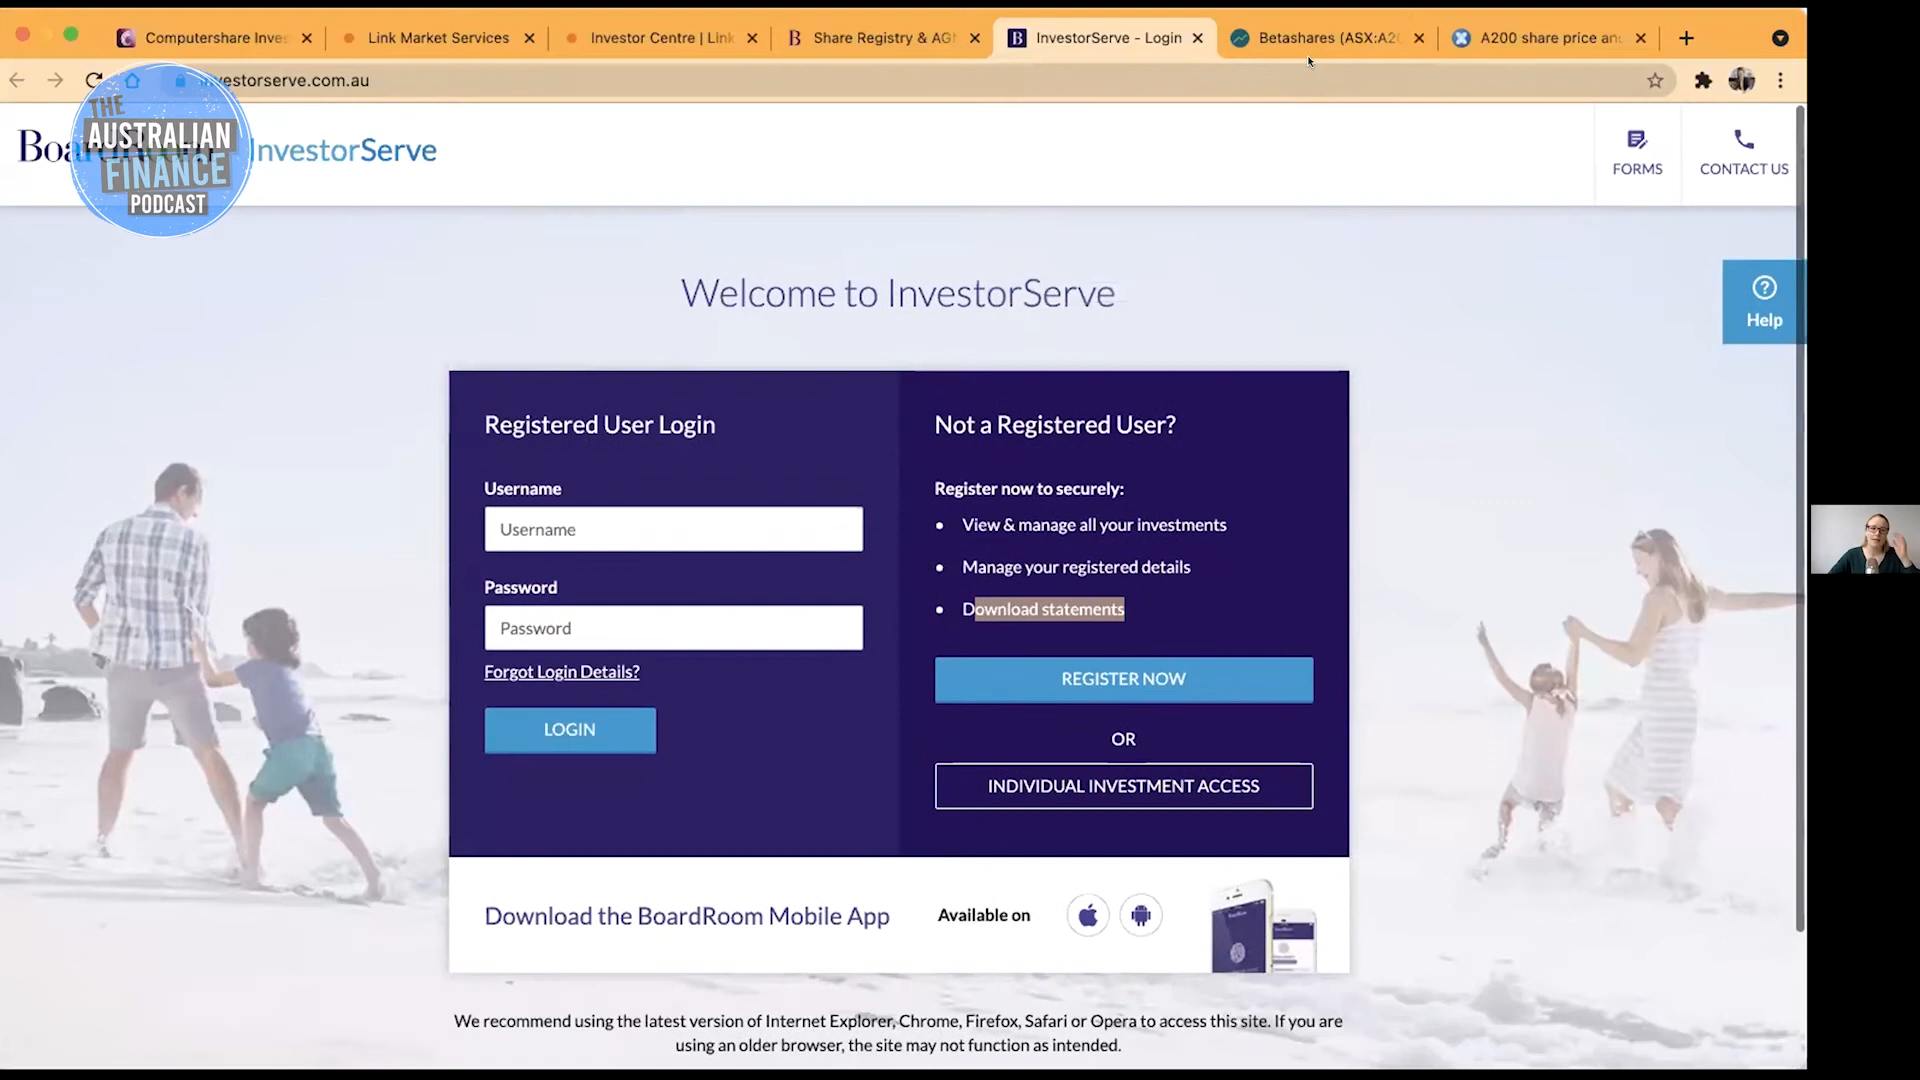 Computershare Inves
Link Market Services
Investor Centre | Link
Share Registry & AGM
InvestorServe - Login
Betashares (ASX:A20
A200 share price and
investorserve.com.au
THE
AUSTRALIAN
FINANCE
PODCAST
InvestorServe
FORMS
CONTACT US
Welcome to InvestorServe
Help
Registered User Login
Username
Username
Password
Password
Forgot Login Details?
LOGIN
Not a Registered User?
Register now to securely:
• View & manage all your investments
• Manage your registered details
• Download statements
REGISTER NOW
OR
INDIVIDUAL INVESTMENT ACCESS
Download the BoardRoom Mobile App
Available on
We recommend using the latest version of Internet Explorer, Chrome, Firefox, Safari or Opera to access this site. If you are
using an older browser, the site may not function as intended.